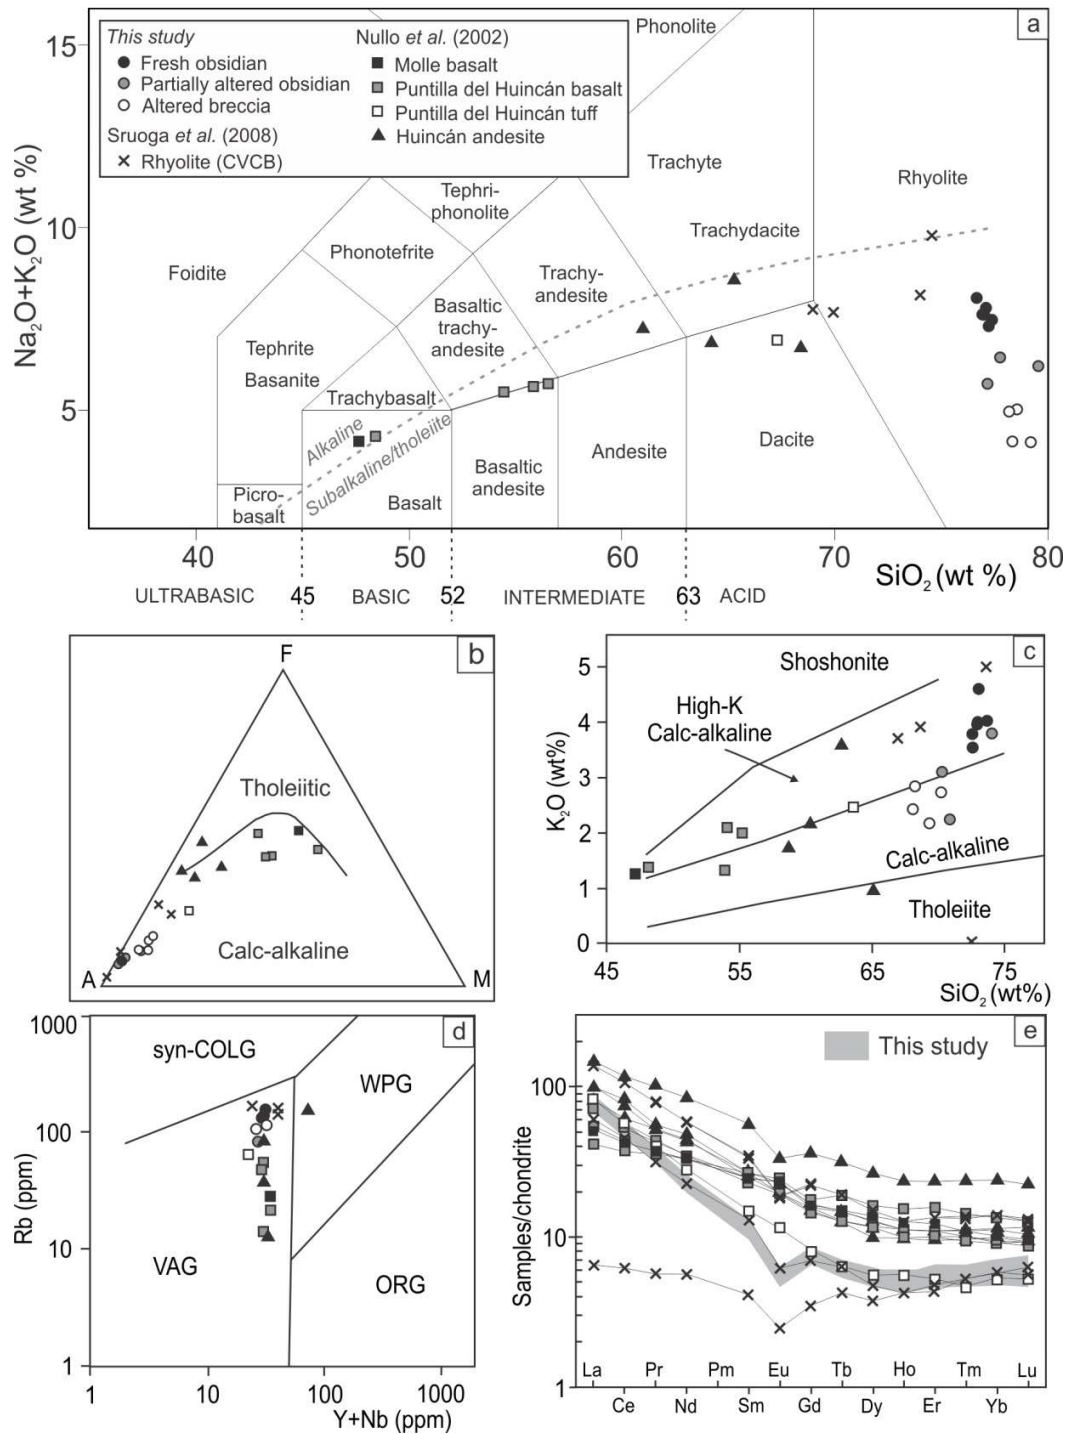 a
15
10
5
Na₂O+K₂O (wt %)
This study
Fresh obsidian
Partially altered obsidian
Altered breccia
Sruoga et al. (2008)
Rhyolite (CVCB)
Nullo et al. (2002)
Molle basalt
Puntilla del Huincán basalt
Puntilla del Huincán tuff
Huincán andesite
Phonolite
Trachyte
Rhyolite
Tephri-
phonolite
Trachydacite
Phonotefrite
Foidite
Trachy-
andesite
Basaltic
trachy-
andesite
Tephrite
Basanite
Trachybasalt
Alkaline
Subalkaline/tholeiite
Picro-
basalt
Basalt
Basaltic
andesite
Andesite
Dacite
40
50
60
70
80
SiO₂ (wt %)
ULTRABASIC
45
BASIC
52
INTERMEDIATE
63
ACID
b
F
Tholeiitic
Calc-alkaline
A
M
c
Shoshonite
High-K
Calc-alkaline
Calc-alkaline
Tholeiite
K₂O (wt%)
5
4
3
2
1
0
45
55
65
75
SiO₂ (wt%)
d
1000
100
10
1
Rb (ppm)
syn-COLG
WPG
VAG
ORG
1
10
100
1000
Y+Nb (ppm)
e
This study
100
10
1
Samples/chondrite
La
Pr
Pm
Eu
Tb
Ho
Tm
Lu
Ce
Nd
Sm
Gd
Dy
Er
Yb